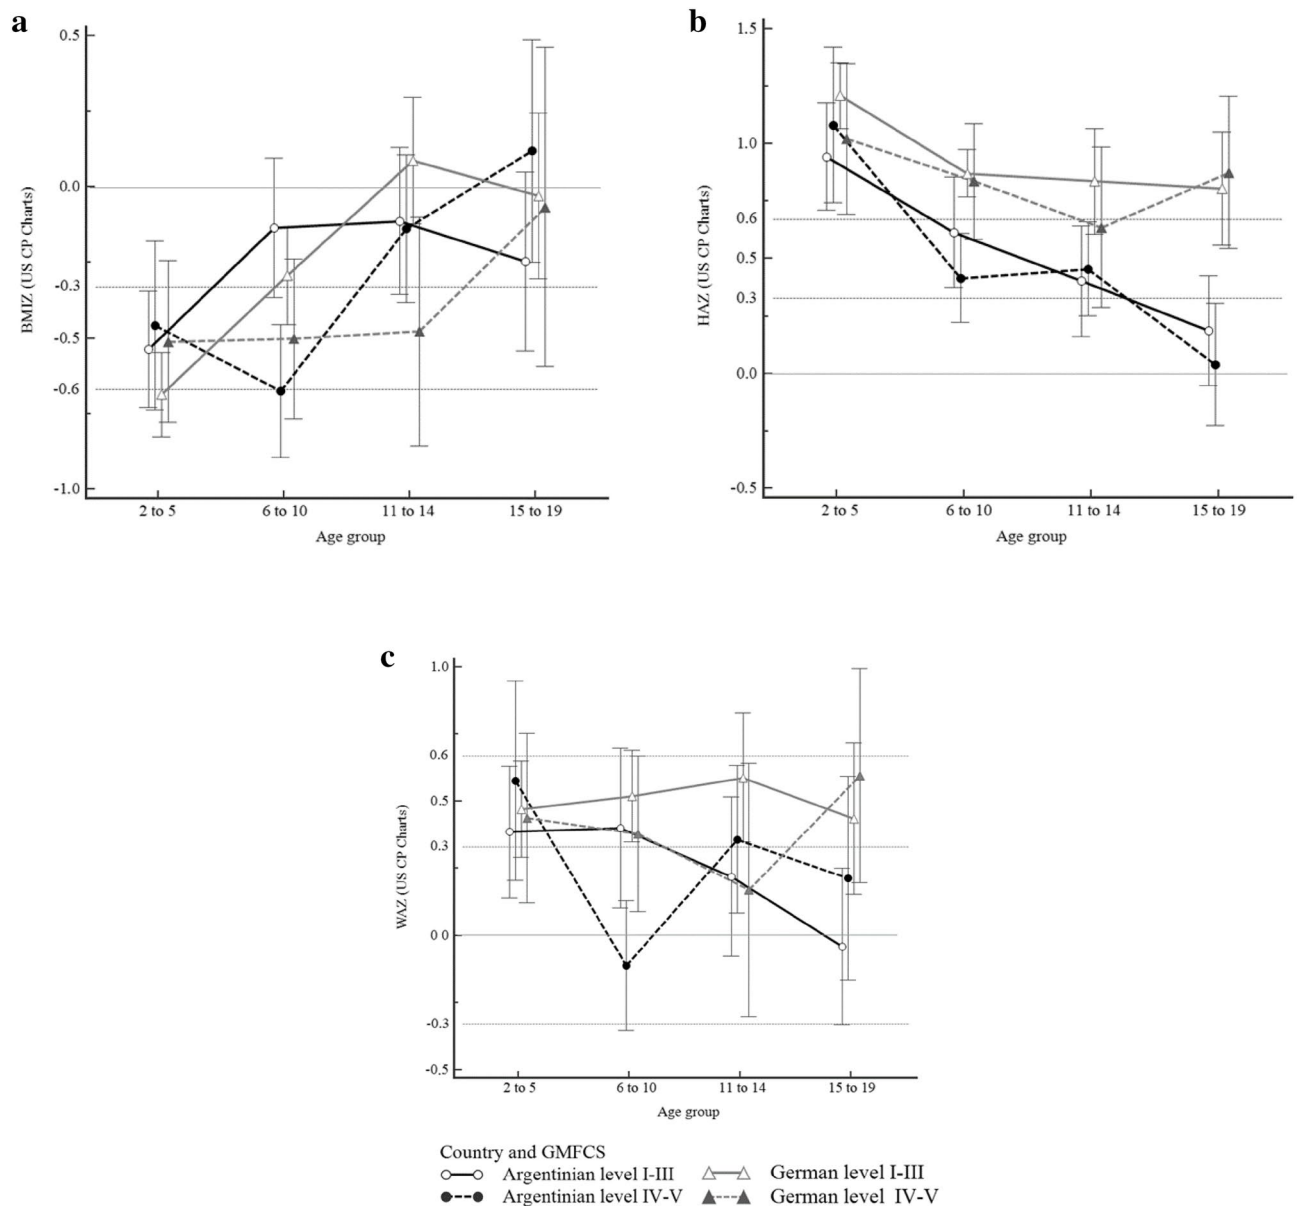 a
0.5
0.0
-0.3
-0.5
-0.6
-1.0
BMIZ (US CP Charts)
2 to 5 6 to 10 11 to 14 15 to 19
Age group
b
1.5
1.0
0.6
0.5
0.3
0.0
-0.5
HAZ (US CP Charts)
2 to 5 6 to 10 11 to 14 15 to 19
Age group
c
1.0
0.6
0.5
0.3
0 0
-0.3
-0.5
WAZ (US CP Charts)
2 to 5 6 to 10 11 to 14 15 to 19
Age group
Country and GMFCS
Argentinian level I-III German level I-III
Argentinian level IV-V German level IV-V